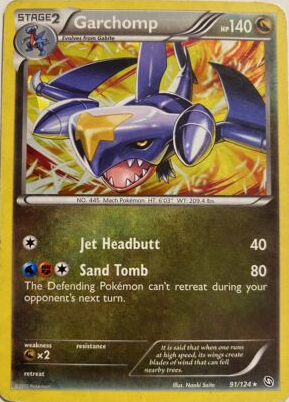 STAGE2 Garchomp HP140
Evolves from Gabite
NO. 445 Mach Pokémon HT: 6'03" WT: 209.4 lbs.
Jet Headbutt 40
Sand Tomb 80
The Defending Pokémon can't retreat during your
opponent's next turn.
weakness resistance
×2
retreat
It is said that when one runs
at high speed, its wings create
blades of wind that can fell
nearby trees.
Illus. Naoki Saito 91/124 ★